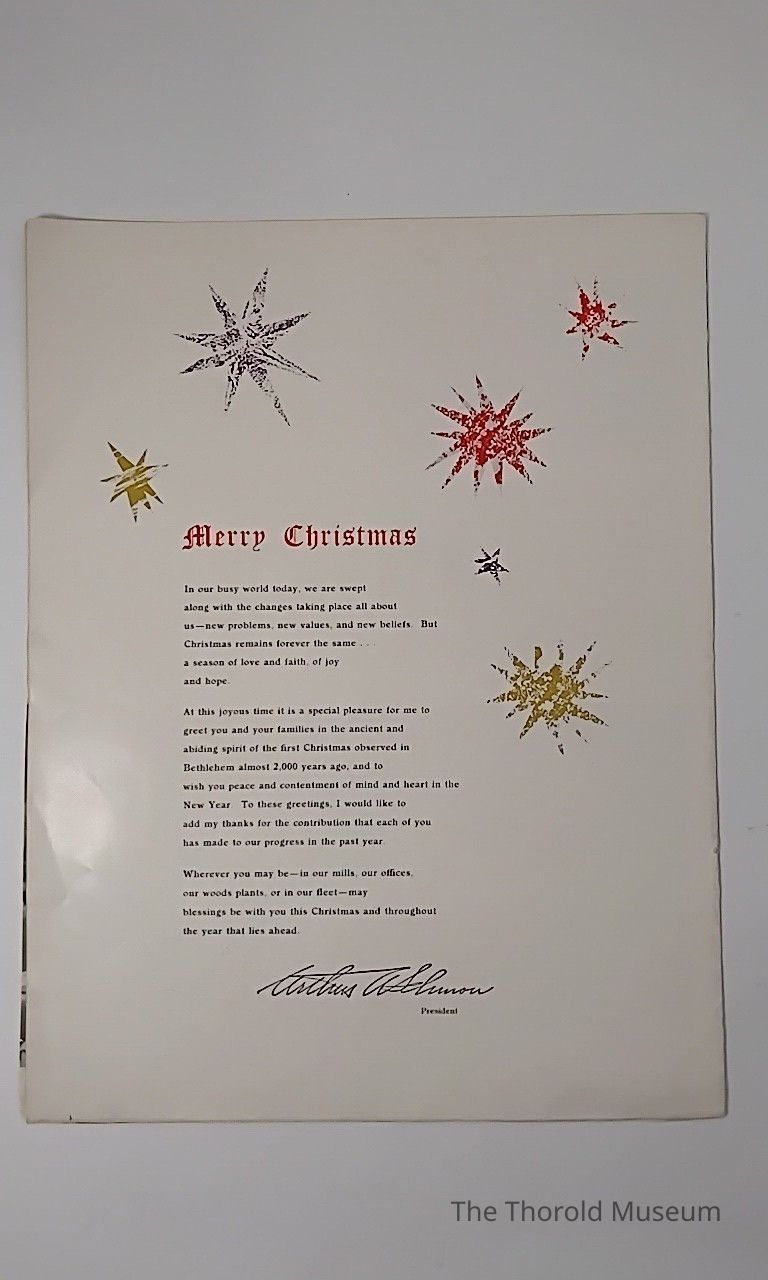 Merry Christmas
In our busy world today, we are swept
along with the changes taking place all about
us—new problems, new values, and new beliefs. But
Christmas remains forever the same . . .
a season of love and faith, of joy
and hope.
At this joyous time it is a special pleasure for me to
greet you and your families in the ancient and
abiding spirit of the first Christmas observed in
Bethlehem almost 2,000 years ago, and to
wish you peace and contentment of mind and heart in the
New Year. To these greetings, I would like to
add my thanks for the contribution that each of you
has made to our progress in the past year.
Wherever you may be—in our mills, our offices,
our woods plants, or in our fleet—may
blessings be with you this Christmas and throughout
the year that lies ahead.
Arthur
President
The Thorold Museum